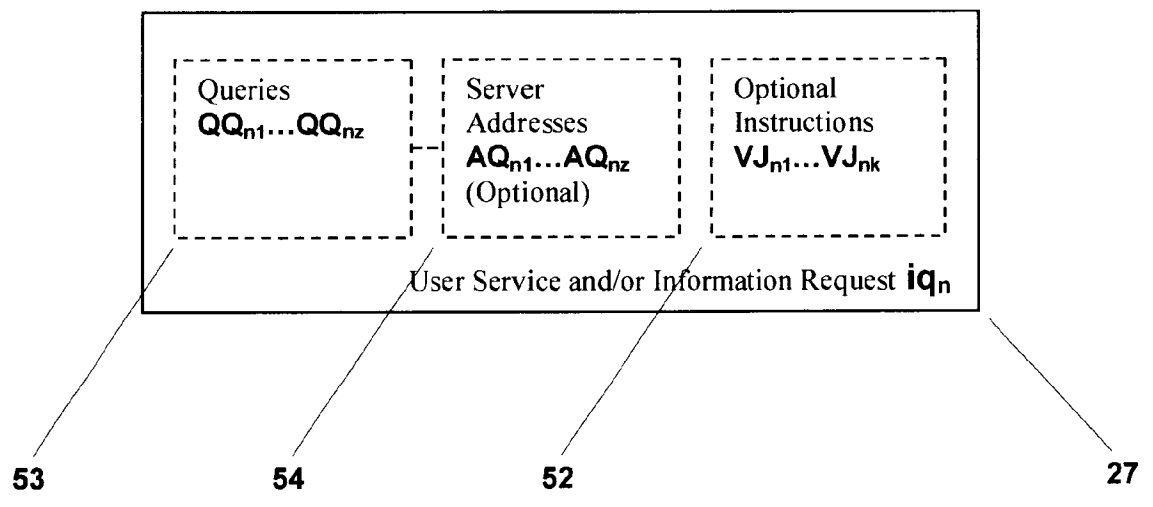 Queries
QQn1...QQnz
Server
Addresses
AQn1...AQnz
(Optional)
Optional
Instructions
VJn1...VJnk
User Service and/or Information Request iqn
53
54
52
27